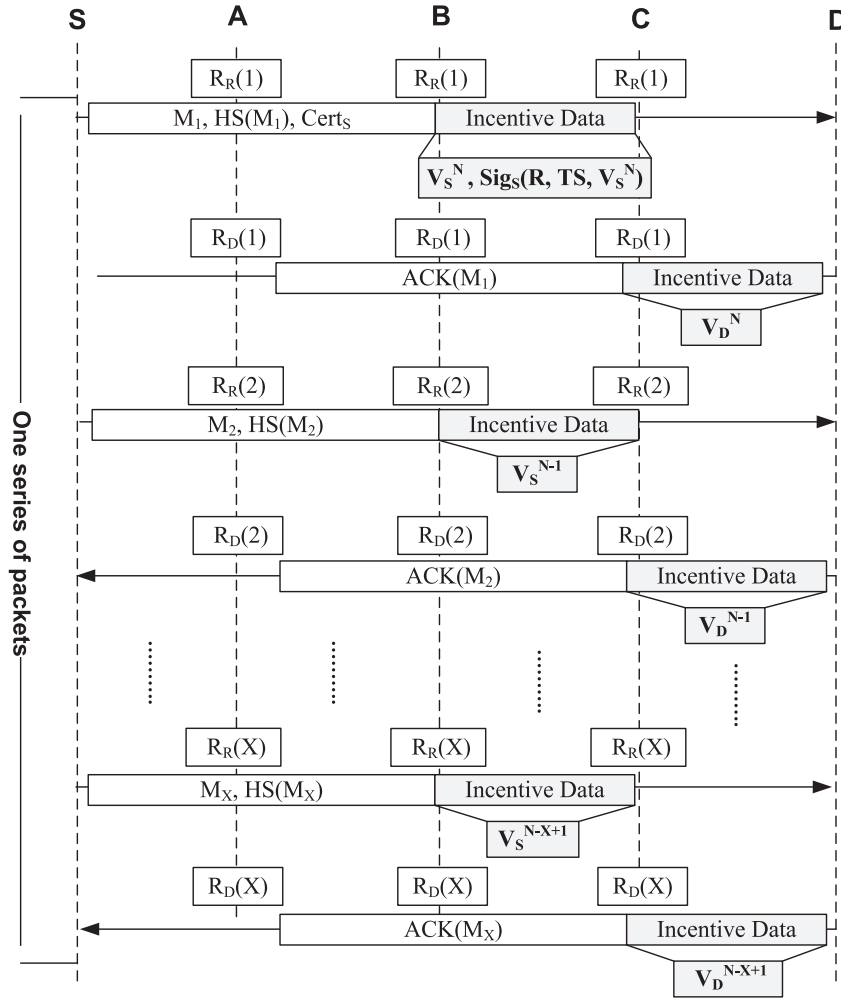 S A B C D
R_R(1) R_R(1) R_R(1)
M_1, HS(M_1), Cert_S Incentive Data
V_S^N, Sig_S(R, TS, V_S^N)
R_D(1) R_D(1) R_D(1)
ACK(M_1) Incentive Data
V_D^N
R_R(2) R_R(2) R_R(2)
M_2, HS(M_2) Incentive Data
V_S^{N-1}
One series of packets
R_D(2) R_D(2) R_D(2)
ACK(M_2) Incentive Data
V_D^{N-1}
R_R(X) R_R(X) R_R(X)
M_X, HS(M_X) Incentive Data
V_S^{N-X+1}
R_D(X) R_D(X) R_D(X)
ACK(M_X) Incentive Data
V_D^{N-X+1}